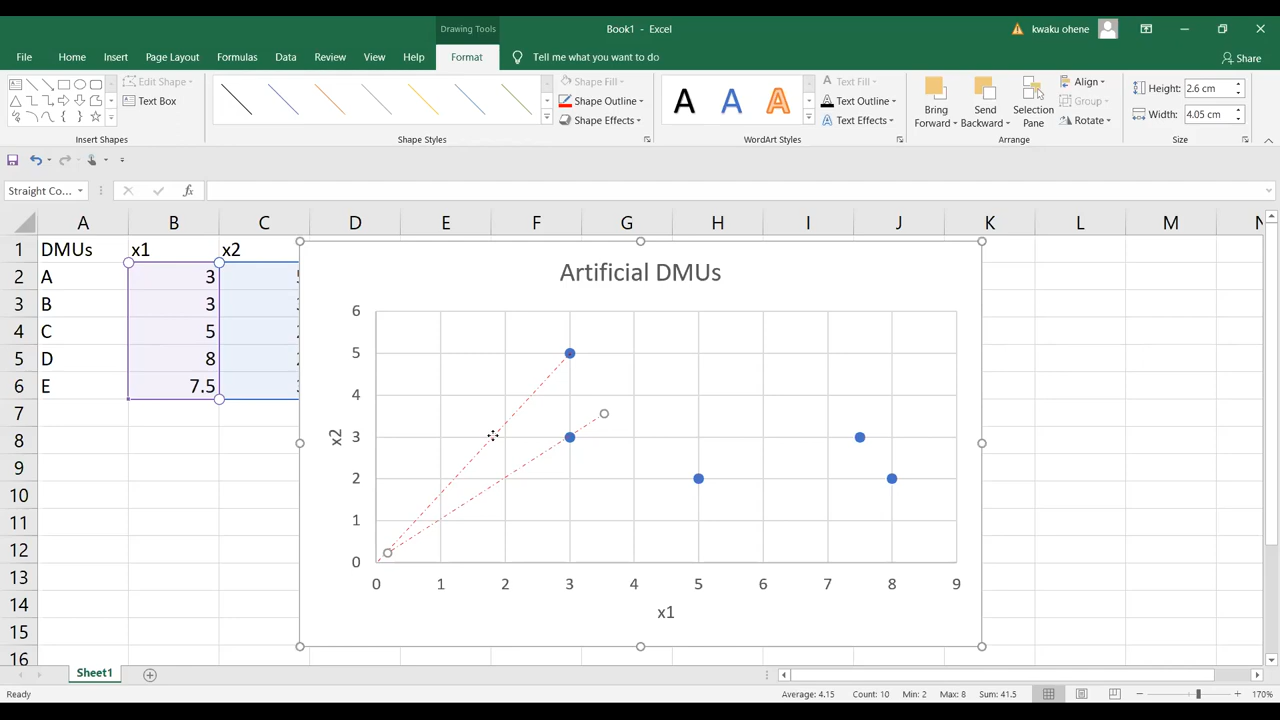 Drawing Tools
Book1 - Excel
kwaku ohene
File Home Insert Page Layout Formulas Data Review View Help Format Tell me what you want to do
Share
Edit Shape
Text Box
Insert Shapes
Shape Fill
Shape Outline
Shape Effects
Shape Styles
A A A
Text Fill
Text Outline
Text Effects
WordArt Styles
Bring Forward
Send Backward
Selection Pane
Align
Group
Rotate
Arrange
Height: 2.6 cm
Width: 4.05 cm
Size
Straight Co...
fx
A B C D E F G H I J K L M
1 DMUs x1 x2
2 A 3
3 B 3
4 C 5
5 D 8
6 E 7.5
7
8
9
10
11
12
13
14
15
16
Artificial DMUs
6
5
4
3
2
1
0
x2
0 1 2 3 4 5 6 7 8 9
x1
Sheet1
Ready
Average: 4.15 Count: 10 Min: 2 Max: 8 Sum: 41.5
170%